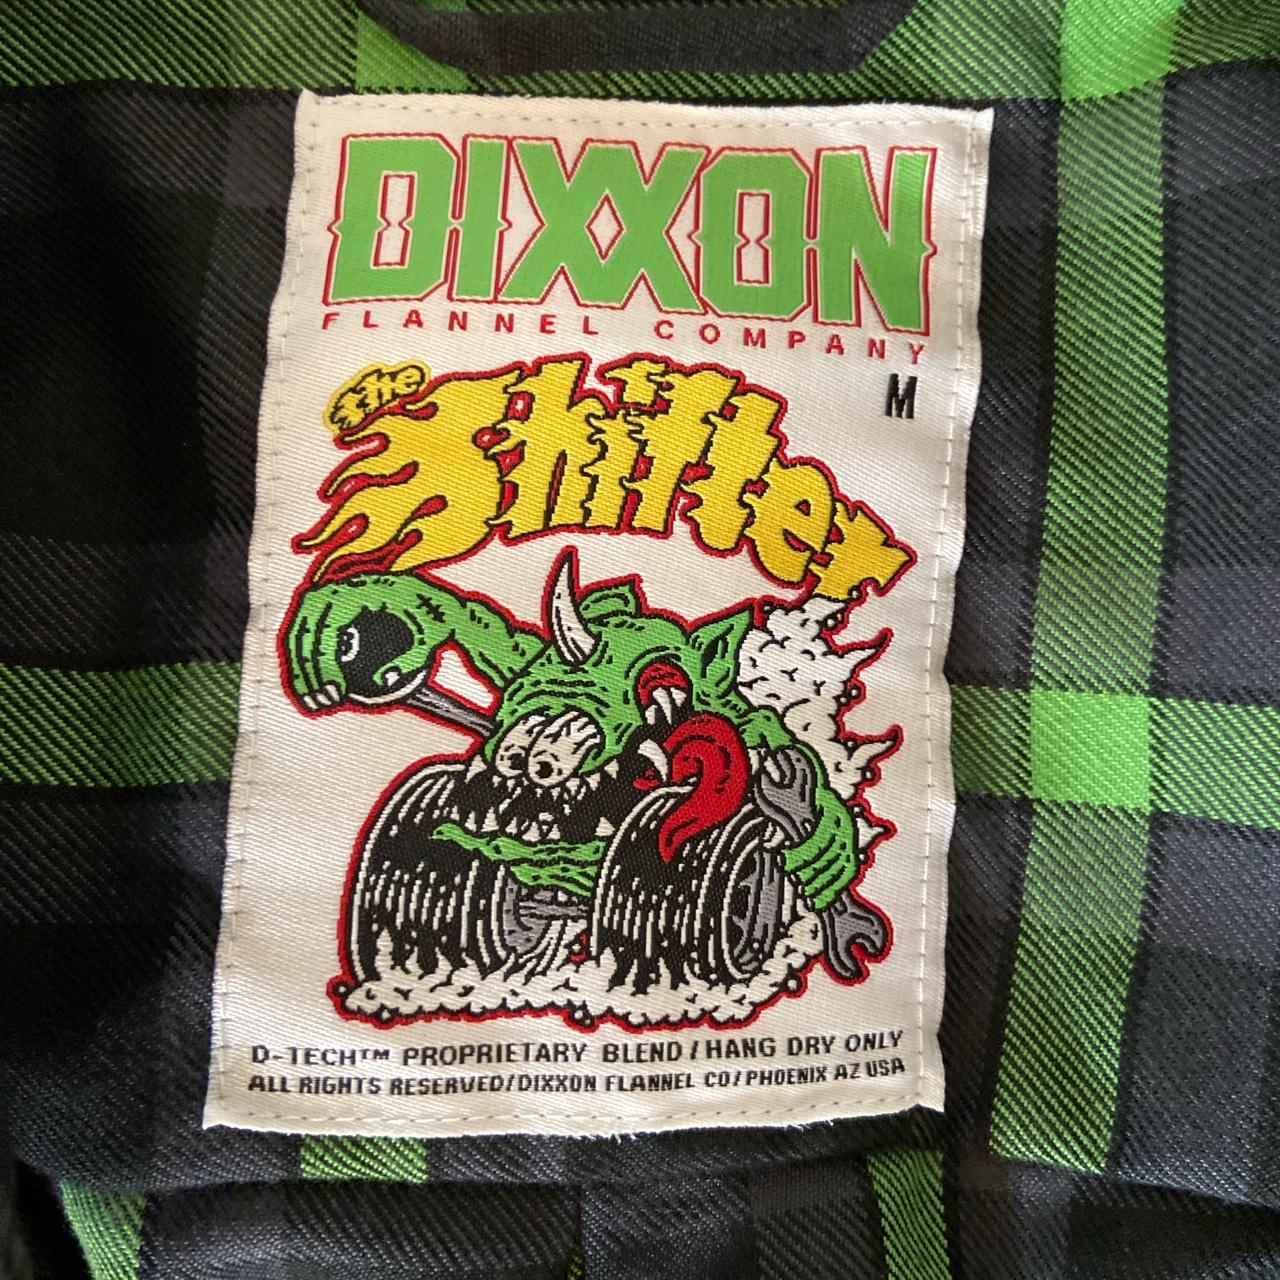 DIXXON
FLANNEL COMPANY
M
the
Shifter
D-TECH™ PROPRIETARY BLEND / HANG DRY ONLY
ALL RIGHTS RESERVED/DIXXON FLANNEL CO/PHOENIX AZ USA